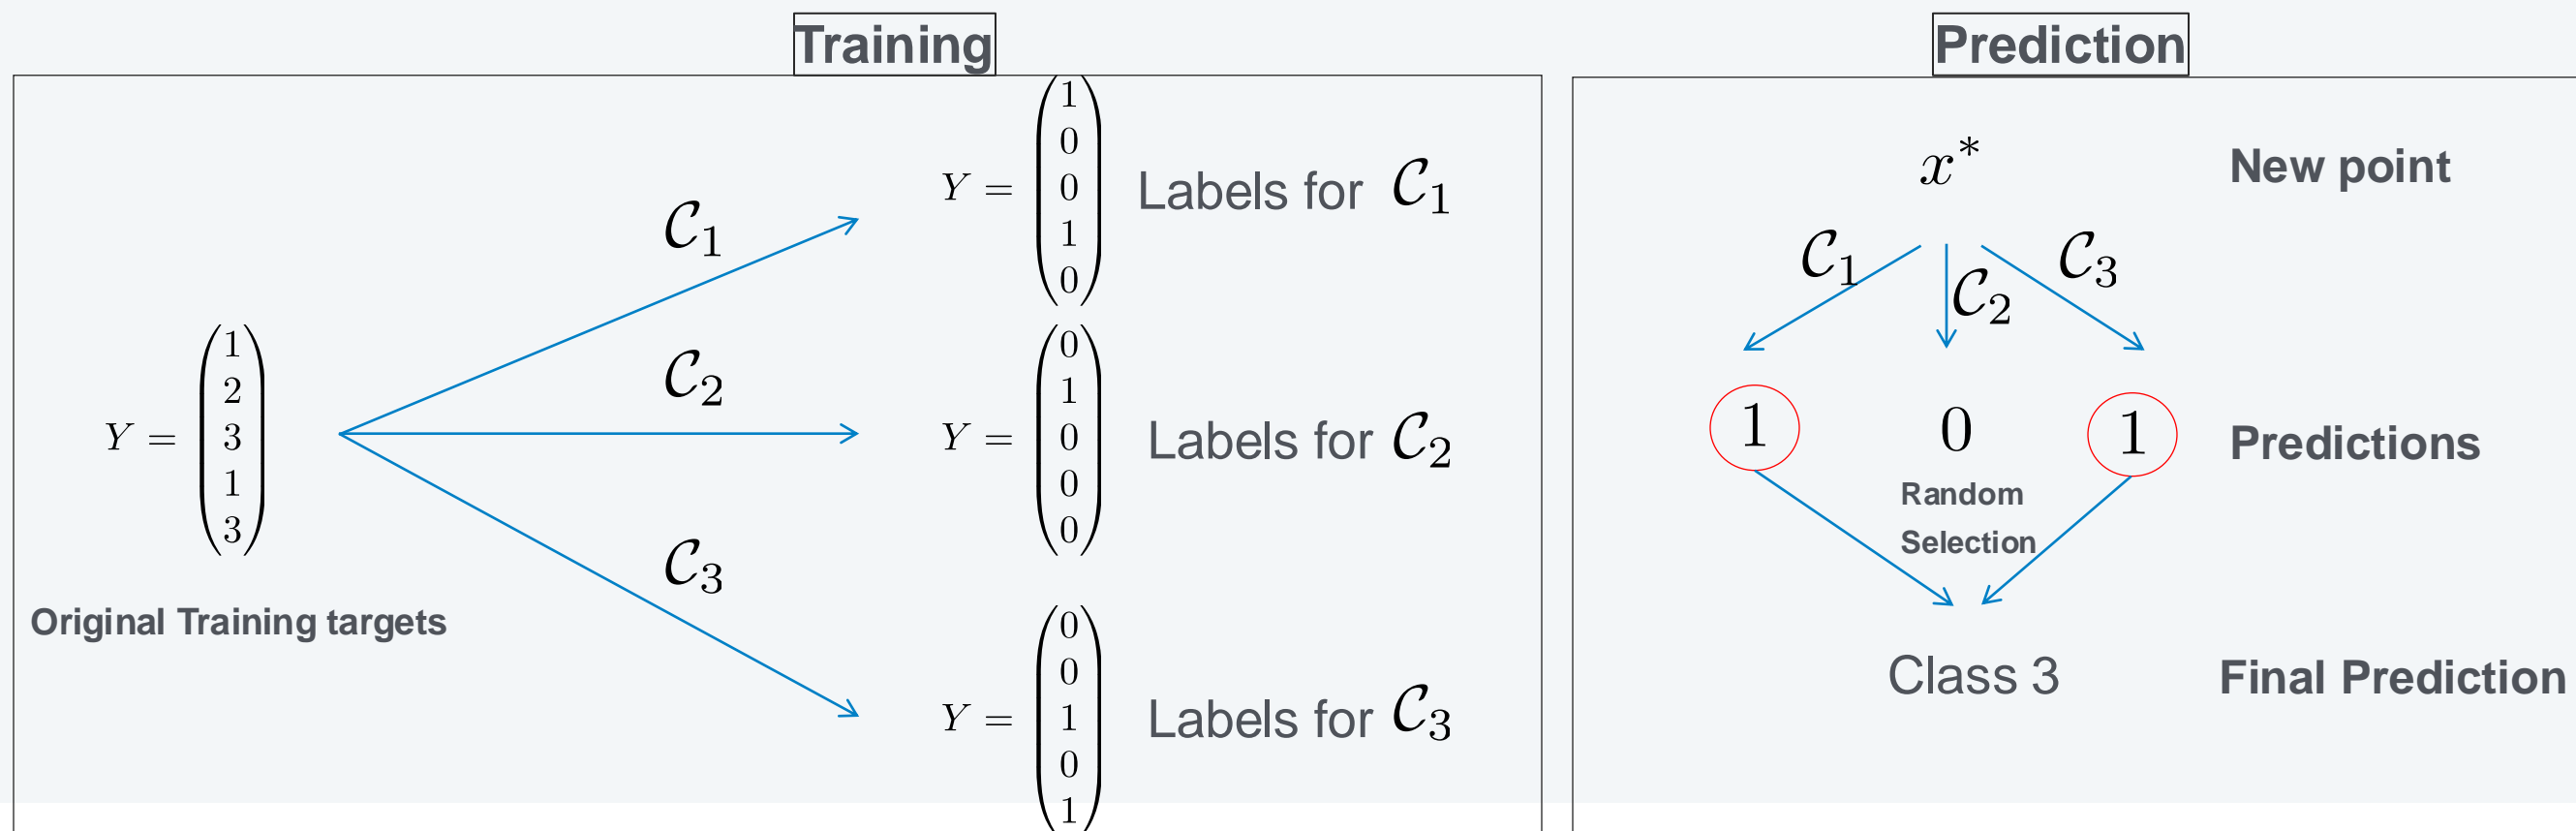 Training
Y = (1 0 0 1 0) Labels for C₁
C₁
C₂
Y = (1 2 3 1 3)
Y = (0 1 0 0 0) Labels for C₂
C₃
Original Training targets
Y = (0 0 1 0 1) Labels for C₃
Prediction
x* New point
C₁ C₂ C₃
1 0 1 Predictions
Random
Selection
Class 3 Final Prediction